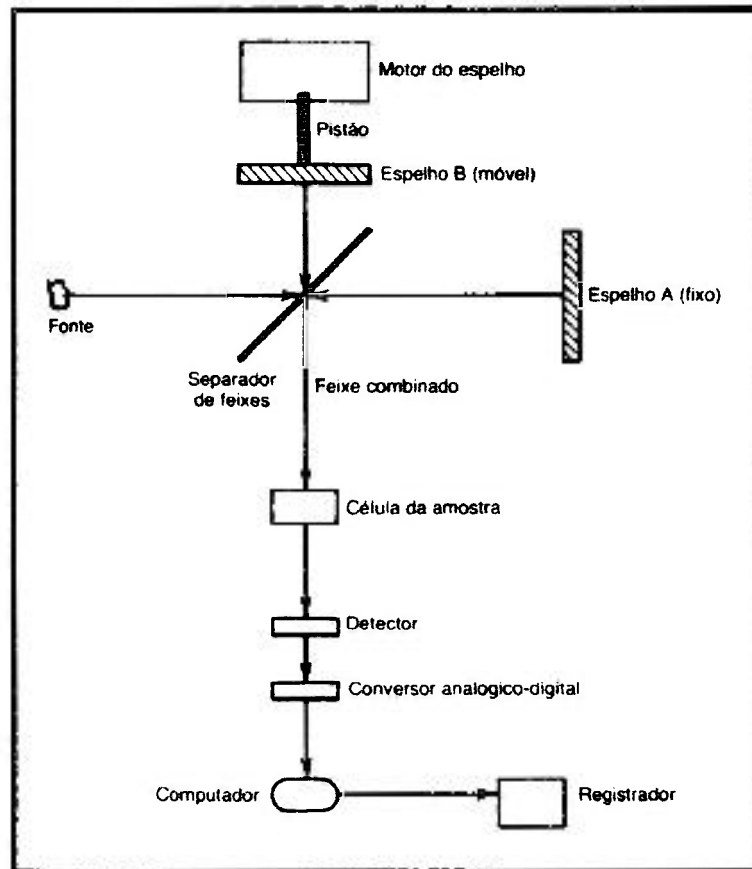 Motor do espelho
Pistão
Espelho B (móvel)
Fonte
Espelho A (fixo)
Separador
de feixes
Feixe combinado
Célula da amostra
Detector
Conversor analogico-digital
Computador
Registrador